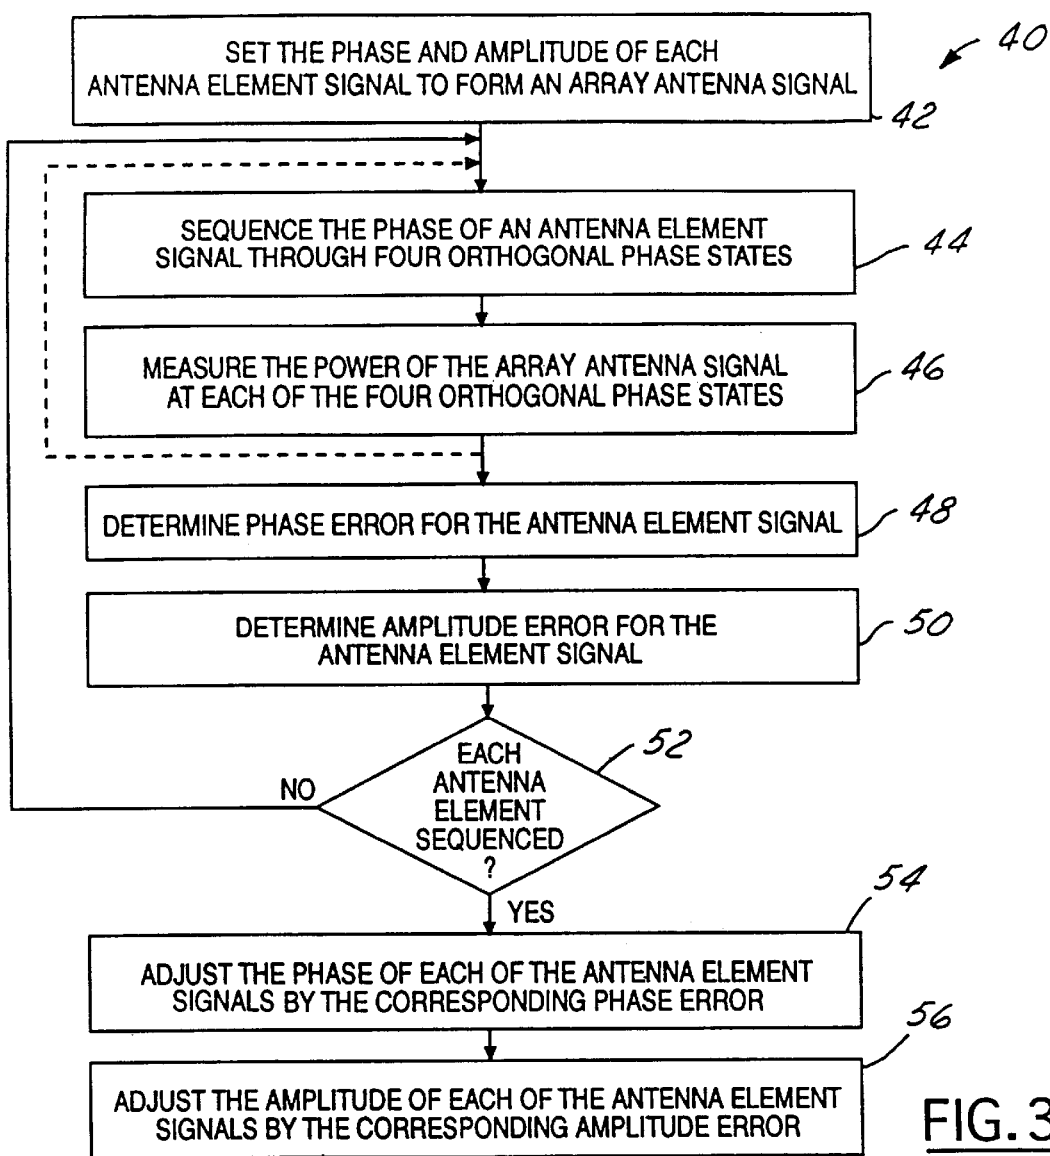 40
SET THE PHASE AND AMPLITUDE OF EACH
ANTENNA ELEMENT SIGNAL TO FORM AN ARRAY ANTENNA SIGNAL
42
SEQUENCE THE PHASE OF AN ANTENNA ELEMENT
SIGNAL THROUGH FOUR ORTHOGONAL PHASE STATES
44
MEASURE THE POWER OF THE ARRAY ANTENNA SIGNAL
AT EACH OF THE FOUR ORTHOGONAL PHASE STATES
46
DETERMINE PHASE ERROR FOR THE ANTENNA ELEMENT SIGNAL
48
DETERMINE AMPLITUDE ERROR FOR THE
ANTENNA ELEMENT SIGNAL
50
EACH
ANTENNA
ELEMENT
SEQUENCED
?
52
NO
YES
54
ADJUST THE PHASE OF EACH OF THE ANTENNA ELEMENT
SIGNALS BY THE CORRESPONDING PHASE ERROR
56
ADJUST THE AMPLITUDE OF EACH OF THE ANTENNA ELEMENT
SIGNALS BY THE CORRESPONDING AMPLITUDE ERROR
FIG. 3